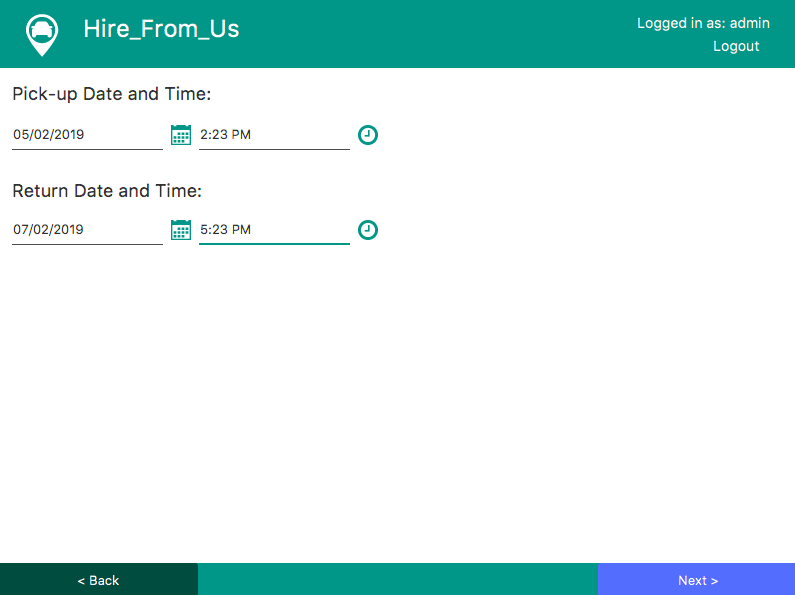 Hire_From_Us
Logged in as: admin
Logout
Pick-up Date and Time:
05/02/2019 2:23 PM
Return Date and Time:
07/02/2019 5:23 PM
< Back Next >